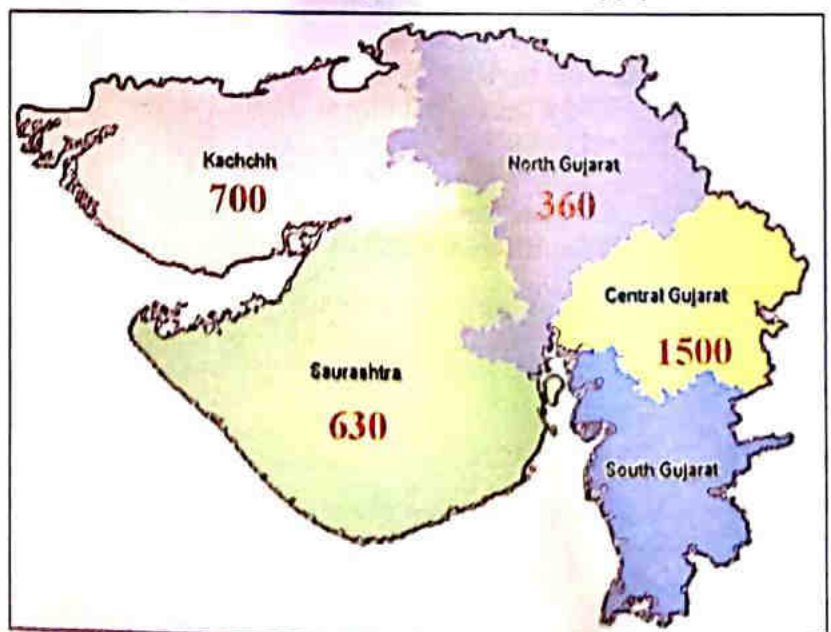 Kachchh
700
North Gujarat
360
Central Gujarat
1500
Saurashtra
630
South Gujarat